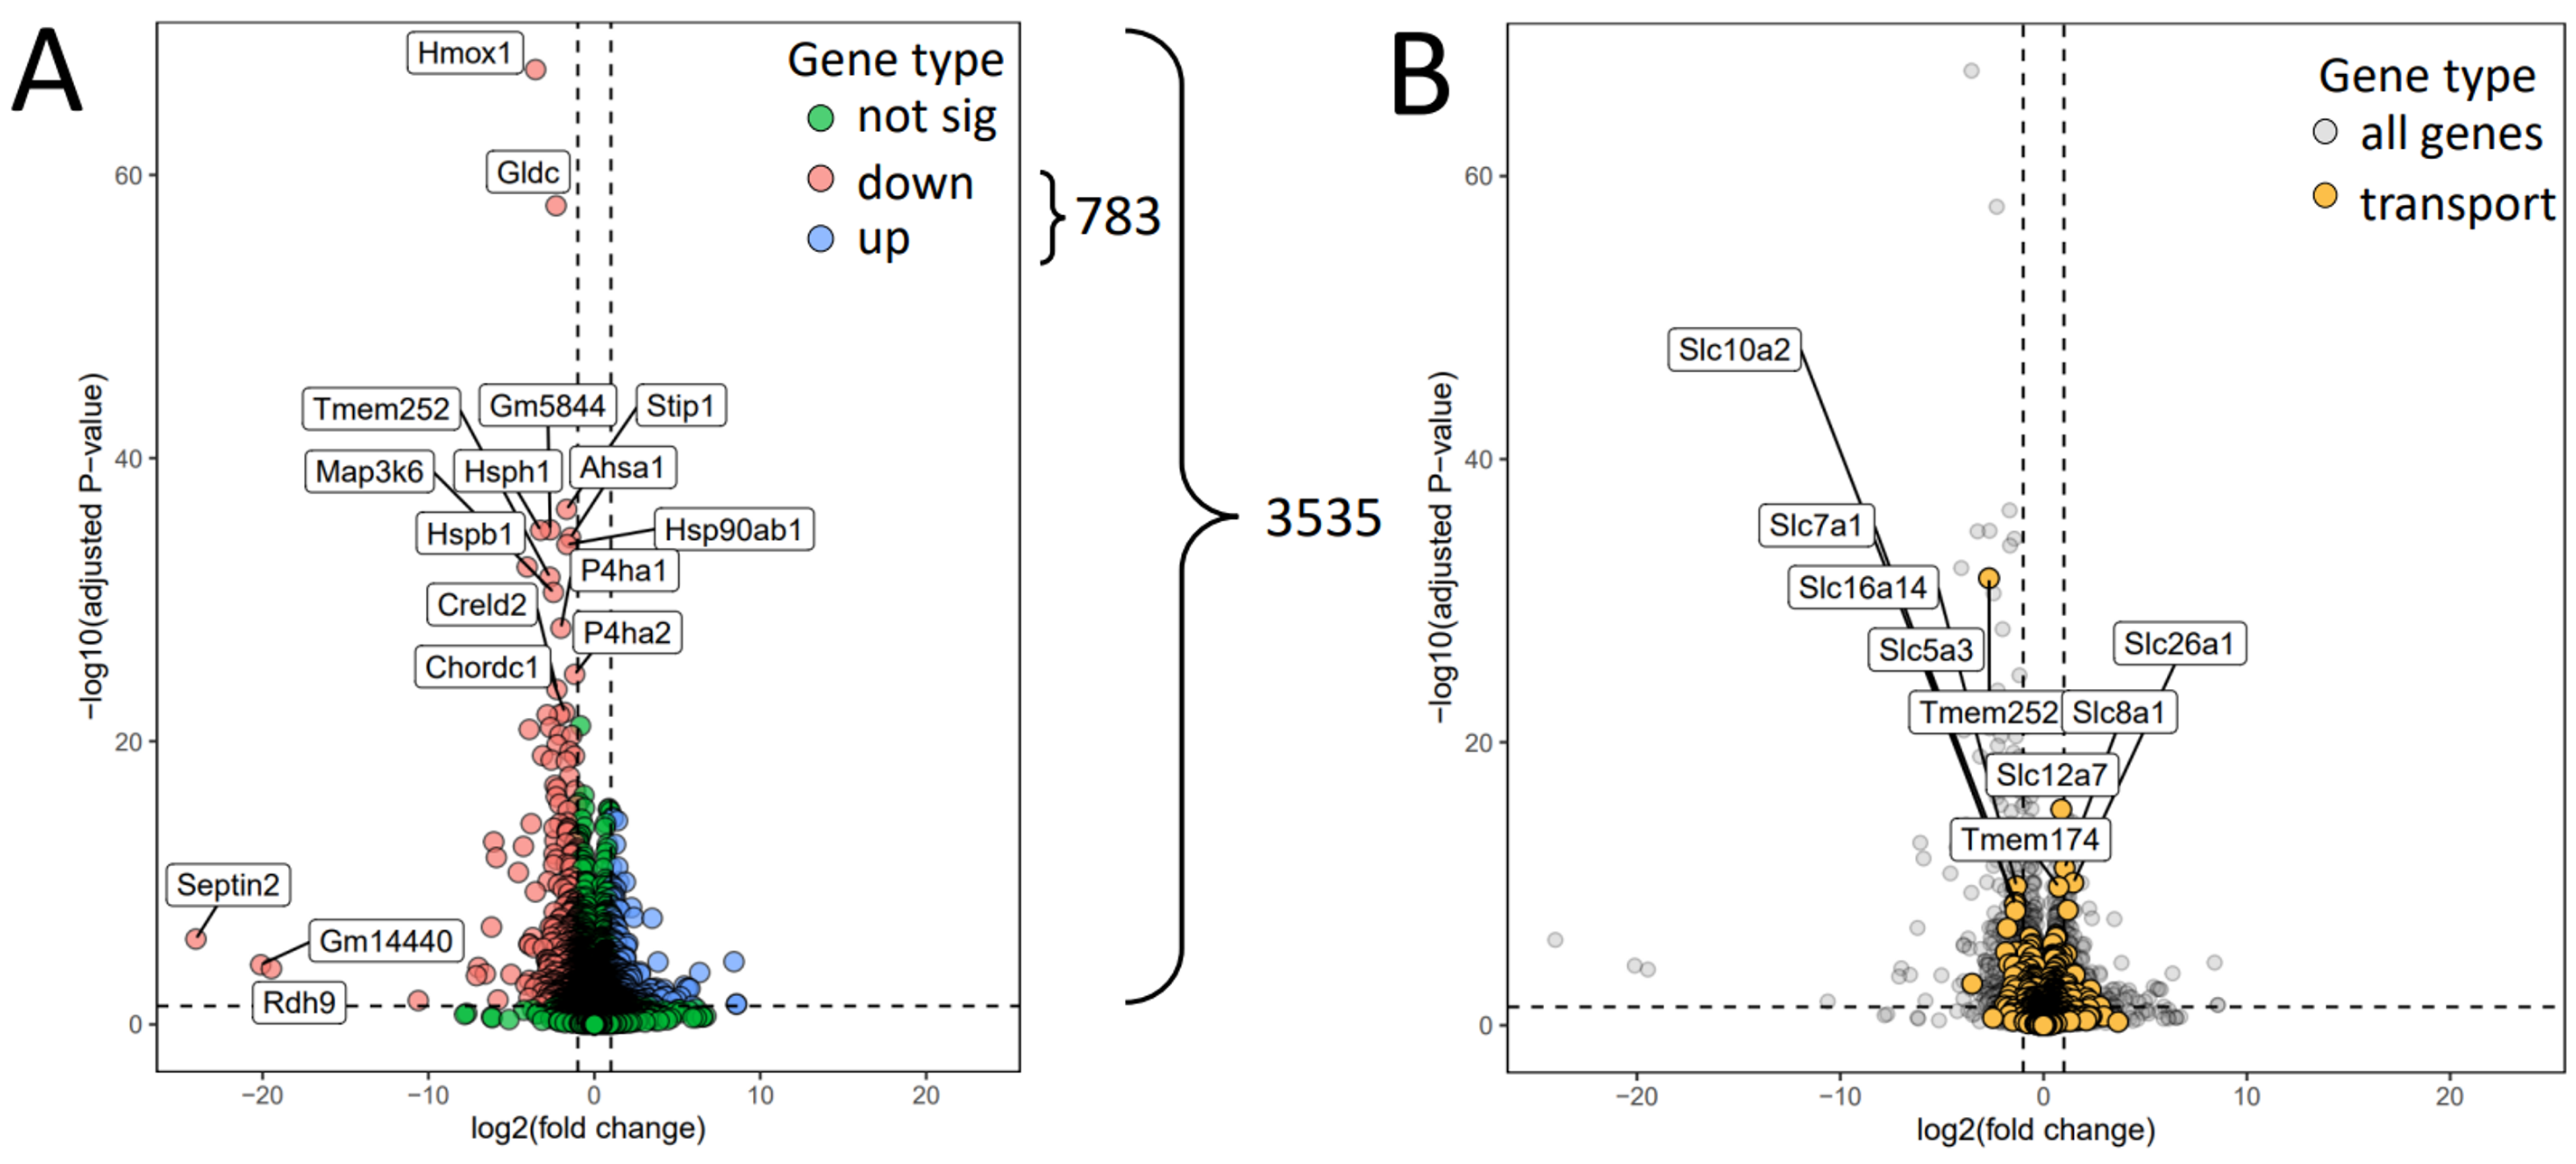 A
Gene type
not sig
down
up
783
3535
Hmox1
Gldc
Tmem252
Gm5844
Stip1
Map3k6
Hsph1
Ahsa1
Hspb1
Hsp90ab1
P4ha1
Creld2
P4ha2
Chordc1
Septin2
Gm14440
Rdh9
60
40
20
0
−log10(adjusted P−value)
−20
−10
0
10
20
log2(fold change)
B
Gene type
all genes
transport
Slc10a2
Slc7a1
Slc16a14
Slc5a3
Slc26a1
Tmem252
Slc8a1
Slc12a7
Tmem174
60
40
20
0
−log10(adjusted P−value)
−20
−10
0
10
20
log2(fold change)